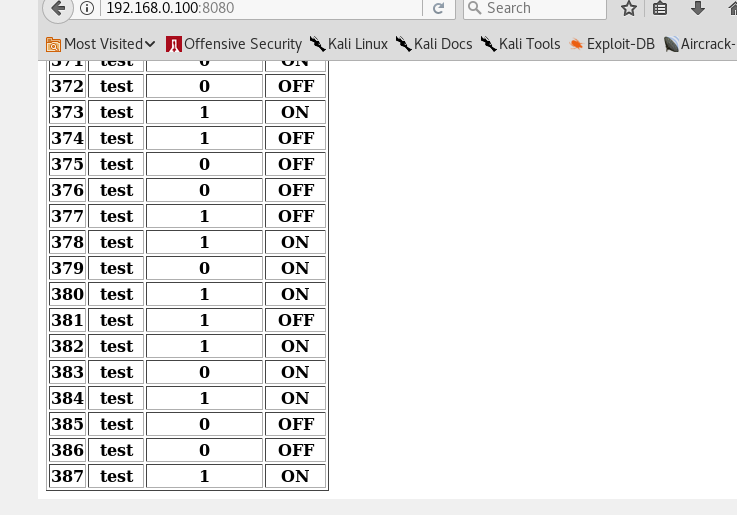 192.168.0.100:8080 Search
Most Visited Offensive Security Kali Linux Kali Docs Kali Tools Exploit-DB Aircrack-
371 test 0 ON
372 test 0 OFF
373 test 1 ON
374 test 1 OFF
375 test 0 OFF
376 test 0 OFF
377 test 1 OFF
378 test 1 ON
379 test 0 ON
380 test 1 ON
381 test 1 OFF
382 test 1 ON
383 test 0 ON
384 test 1 ON
385 test 0 OFF
386 test 0 OFF
387 test 1 ON